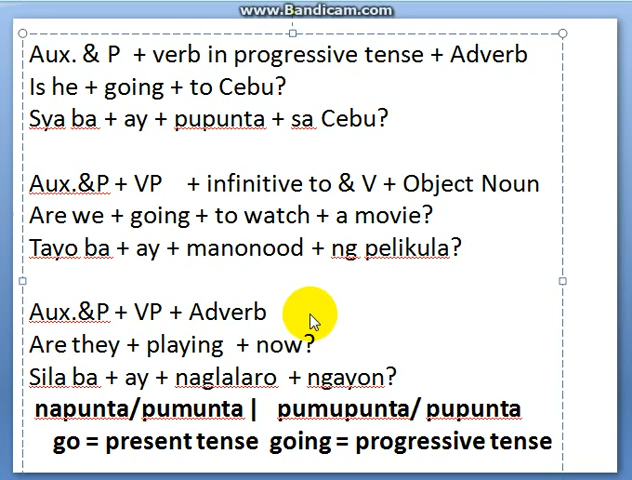 www.Bandicam.com
Aux. & P + verb in progressive tense + Adverb
Is he + going + to Cebu?
Sya ba + ay + pupunta + sa Cebu?
Aux.&P + VP + infinitive to & V + Object Noun
Are we + going + to watch + a movie?
Tayo ba + ay + manonood + ng pelikula?
Aux.&P + VP + Adverb
Are they + playing + now?
Sila ba + ay + naglalaro + ngayon?
napunta/pumunta | pumupunta/ pupunta
go = present tense going = progressive tense